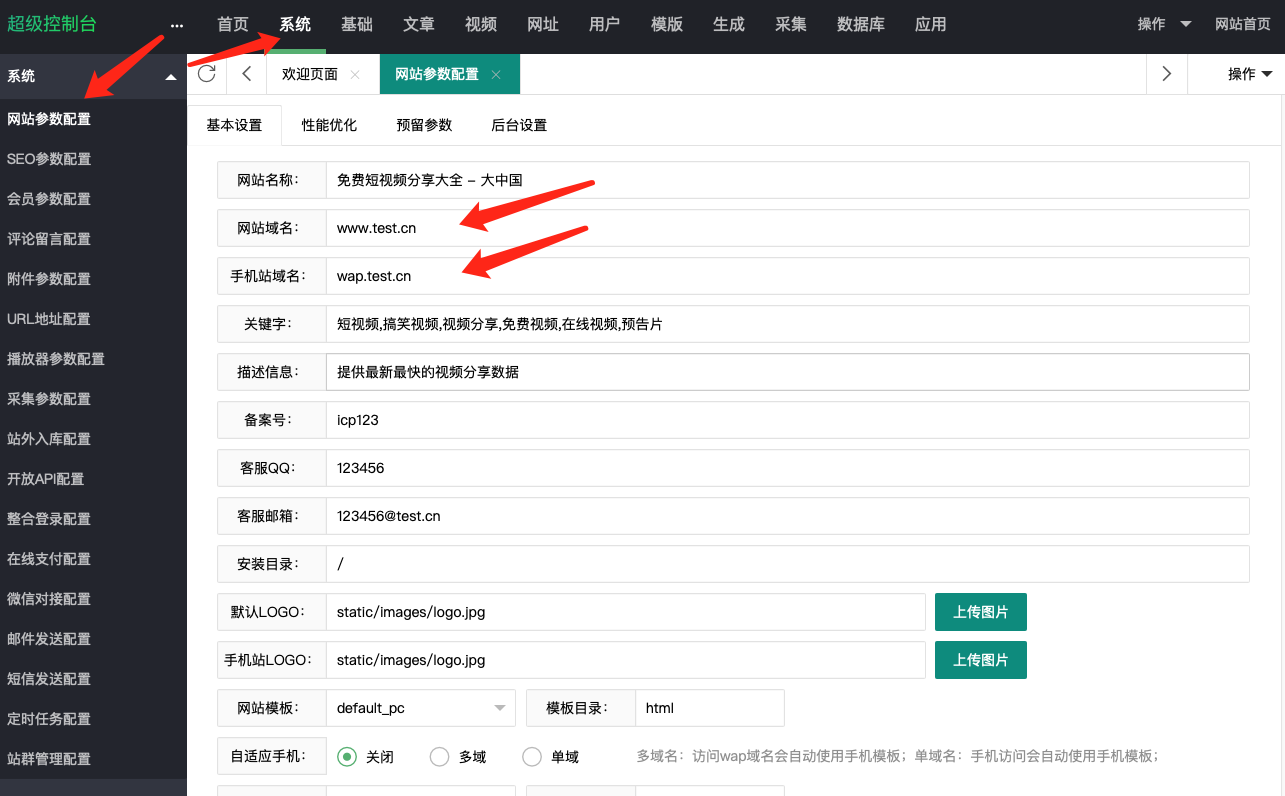 超级控制台 ... 首页 系统 基础 文章 视频 网址 用户 模版 生成 采集 数据库 应用 操作 网站首页
系统
欢迎页面 网站参数配置 操作
网站参数配置
SEO参数配置
会员参数配置
评论留言配置
附件参数配置
URL地址配置
播放器参数配置
采集参数配置
站外入库配置
开放API配置
整合登录配置
在线支付配置
微信对接配置
邮件发送配置
短信发送配置
定时任务配置
站群管理配置
基本设置 性能优化 预留参数 后台设置
网站名称： 免费短视频分享大全 - 大中国
网站域名： www.test.cn
手机站域名： wap.test.cn
关键字： 短视频,搞笑视频,视频分享,免费视频,在线视频,预告片
描述信息： 提供最新最快的视频分享数据
备案号： icp123
客服QQ： 123456
客服邮箱： 123456@test.cn
安装目录： /
默认LOGO： static/images/logo.jpg 上传图片
手机站LOGO： static/images/logo.jpg 上传图片
网站模板： default_pc 模板目录： html
自适应手机： 关闭 多域 单域 多域名：访问wap域名会自动使用手机模板；单域名：手机访问会自动使用手机模板；